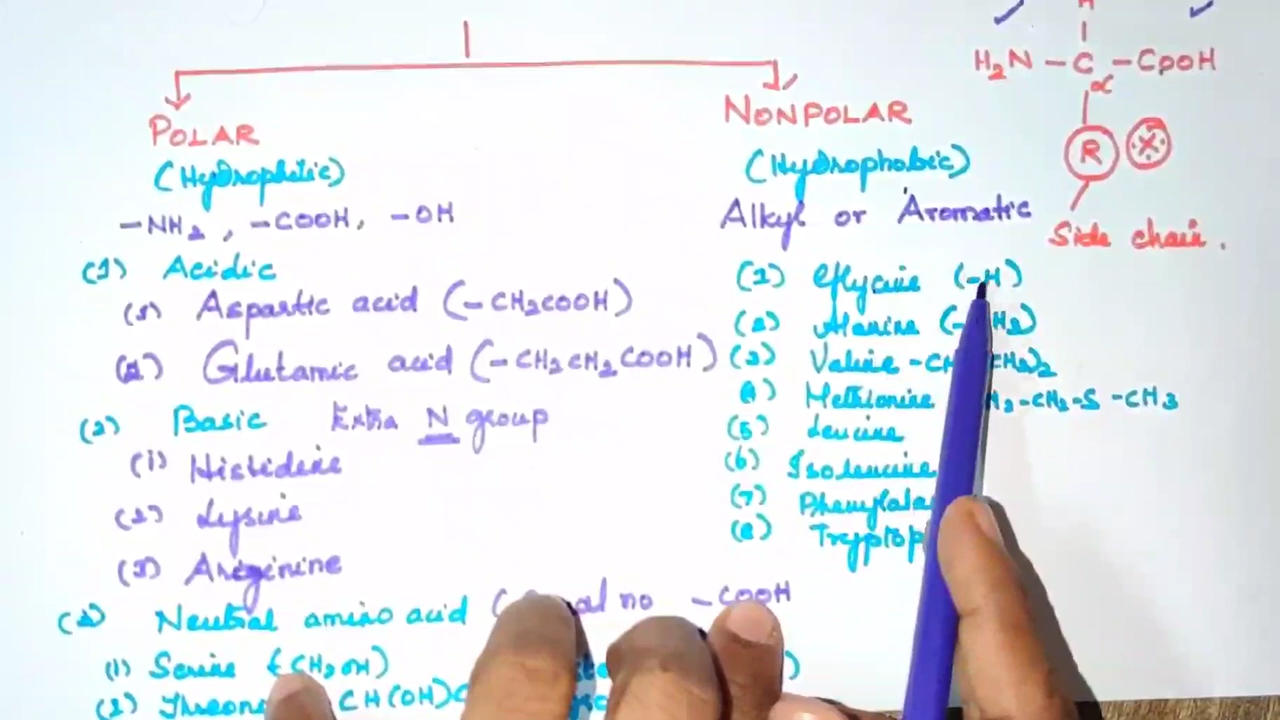 H
H₂N – C – COOH
α
R
Side chain.
POLAR
(Hydrophilic)
–NH₂, –COOH, –OH
(1) Acidic
(1) Aspartic acid (–CH₂COOH)
(2) Glutamic acid (–CH₂CH₂COOH)
(2) Basic Extra N group
(i) Histidine
(2) Lysine
(3) Arginine
(3) Neutral amino acid no –COOH
(1) Serine (CH₂OH)
(2) CH(OH)
NONPOLAR
(Hydrophobic)
Alkyl or Aromatic
(1) Glycine (–H)
(2) Alanine
(3) Valine
(4) Methionine –CH₂–S –CH₃
(5) Leucine
(6) Isoleucine
(7)
(8)